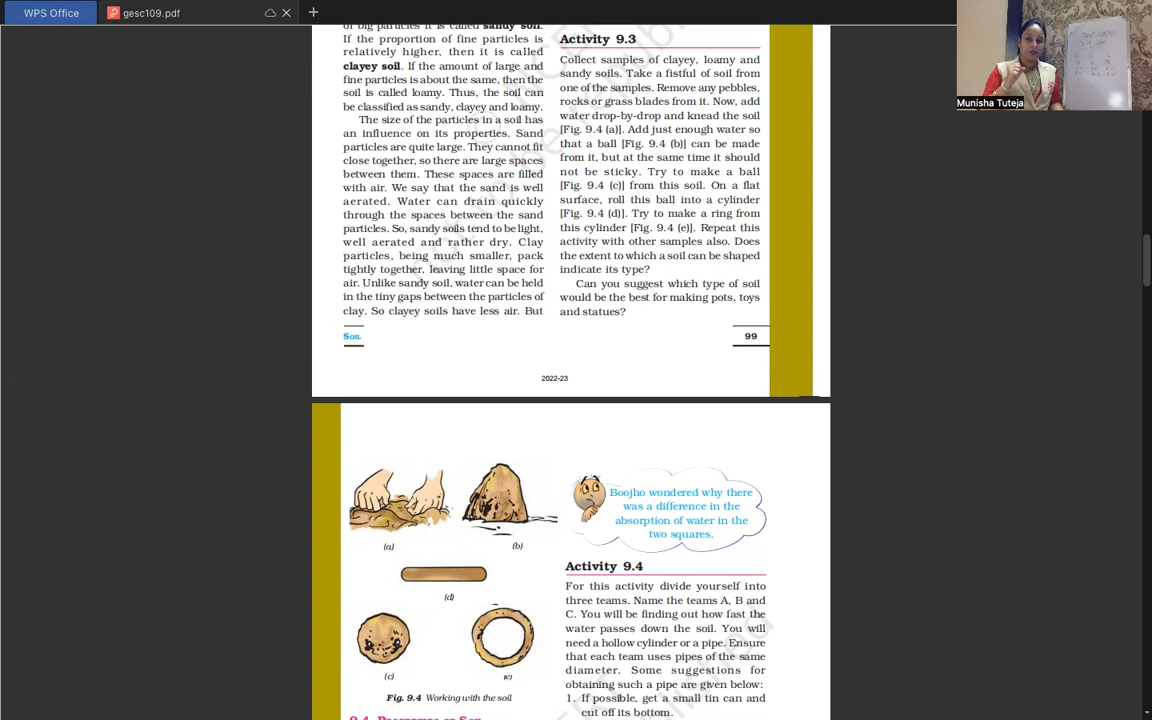 WPS Office
gesc109.pdf
of big particles it is called sandy soil.
If the proportion of fine particles is
relatively higher, then it is called
clayey soil. If the amount of large and
fine particles is about the same, then the
soil is called loamy. Thus, the soil can
be classified as sandy, clayey and loamy.
The size of the particles in a soil has
an influence on its properties. Sand
particles are quite large. They cannot fit
close together, so there are large spaces
between them. These spaces are filled
with air. We say that the sand is well
aerated. Water can drain quickly
through the spaces between the sand
particles. So, sandy soils tend to be light,
well aerated and rather dry. Clay
particles, being much smaller, pack
tightly together, leaving little space for
air. Unlike sandy soil, water can be held
in the tiny gaps between the particles of
clay. So clayey soils have less air. But
Activity 9.3
Collect samples of clayey, loamy and
sandy soils. Take a fistful of soil from
one of the samples. Remove any pebbles,
rocks or grass blades from it. Now, add
water drop-by-drop and knead the soil
[Fig. 9.4 (a)]. Add just enough water so
that a ball [Fig. 9.4 (b)] can be made
from it, but at the same time it should
not be sticky. Try to make a ball
[Fig. 9.4 (c)] from this soil. On a flat
surface, roll this ball into a cylinder
[Fig. 9.4 (d)]. Try to make a ring from
this cylinder [Fig. 9.4 (e)]. Repeat this
activity with other samples also. Does
the extent to which a soil can be shaped
indicate its type?
Can you suggest which type of soil
would be the best for making pots, toys
and statues?
Soil
99
2022-23
Munisha Tuteja
(a)
(b)
(d)
(c)
(e)
Fig. 9.4 Working with the soil
Boojho wondered why there
was a difference in the
absorption of water in the
two squares.
Activity 9.4
For this activity divide yourself into
three teams. Name the teams A, B and
C. You will be finding out how fast the
water passes down the soil. You will
need a hollow cylinder or a pipe. Ensure
that each team uses pipes of the same
diameter. Some suggestions for
obtaining such a pipe are given below:
1. If possible, get a small tin can and
cut off its bottom.